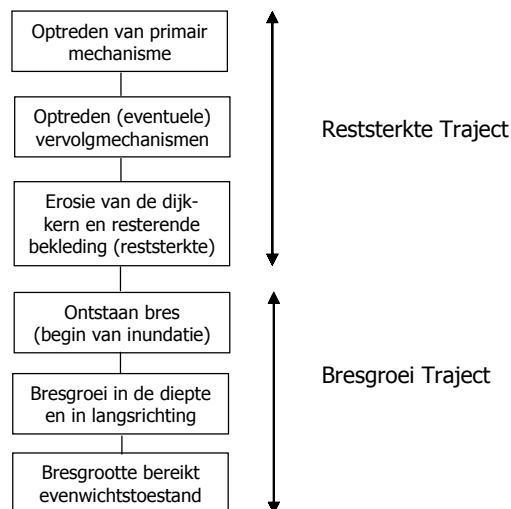 Optreden van primair
mechanisme
Optreden (eventuele)
vervolgmechanismen
Reststerkte Traject
Erosie van de dijk-
kern en resterende
bekleding (reststerkte)
Ontstaan bres
(begin van inundatie)
Bresgroei in de diepte
en in langsrichting
Bresgroei Traject
Bresgrootte bereikt
evenwichtstoestand